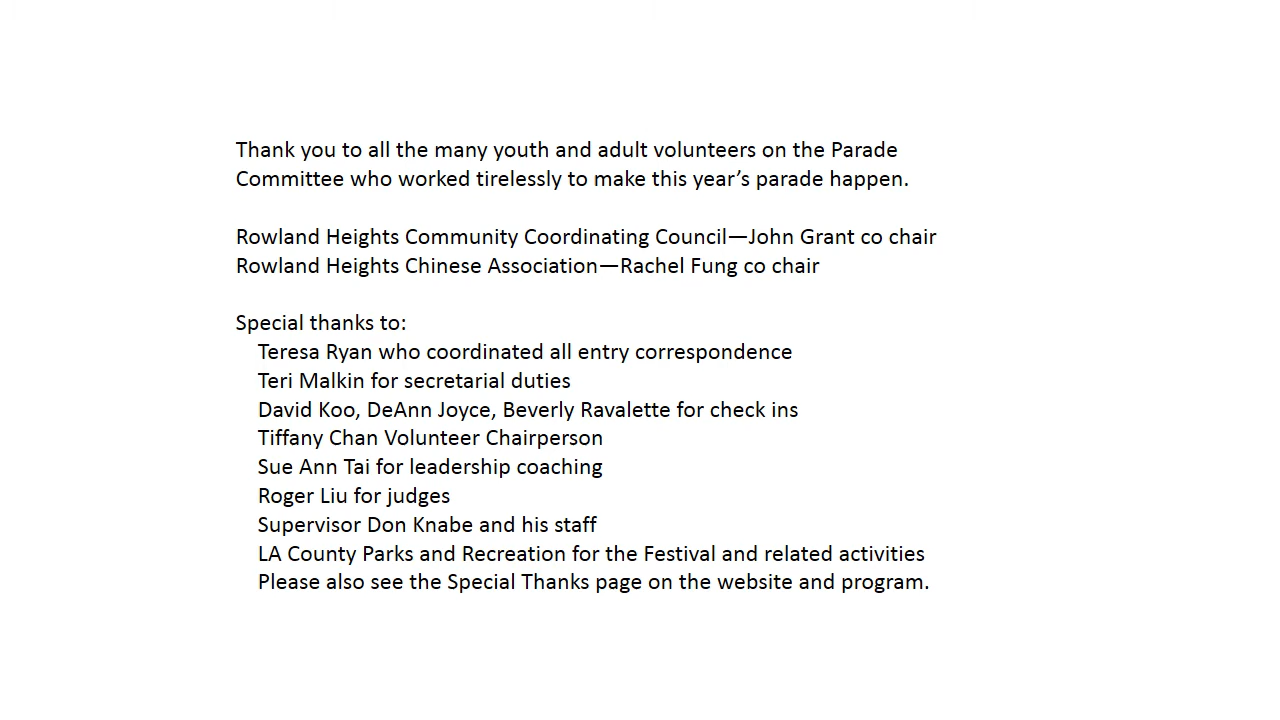 Thank you to all the many youth and adult volunteers on the Parade
Committee who worked tirelessly to make this year’s parade happen.
Rowland Heights Community Coordinating Council—John Grant co chair
Rowland Heights Chinese Association—Rachel Fung co chair
Special thanks to:
Teresa Ryan who coordinated all entry correspondence
Teri Malkin for secretarial duties
David Koo, DeAnn Joyce, Beverly Ravalette for check ins
Tiffany Chan Volunteer Chairperson
Sue Ann Tai for leadership coaching
Roger Liu for judges
Supervisor Don Knabe and his staff
LA County Parks and Recreation for the Festival and related activities
Please also see the Special Thanks page on the website and program.